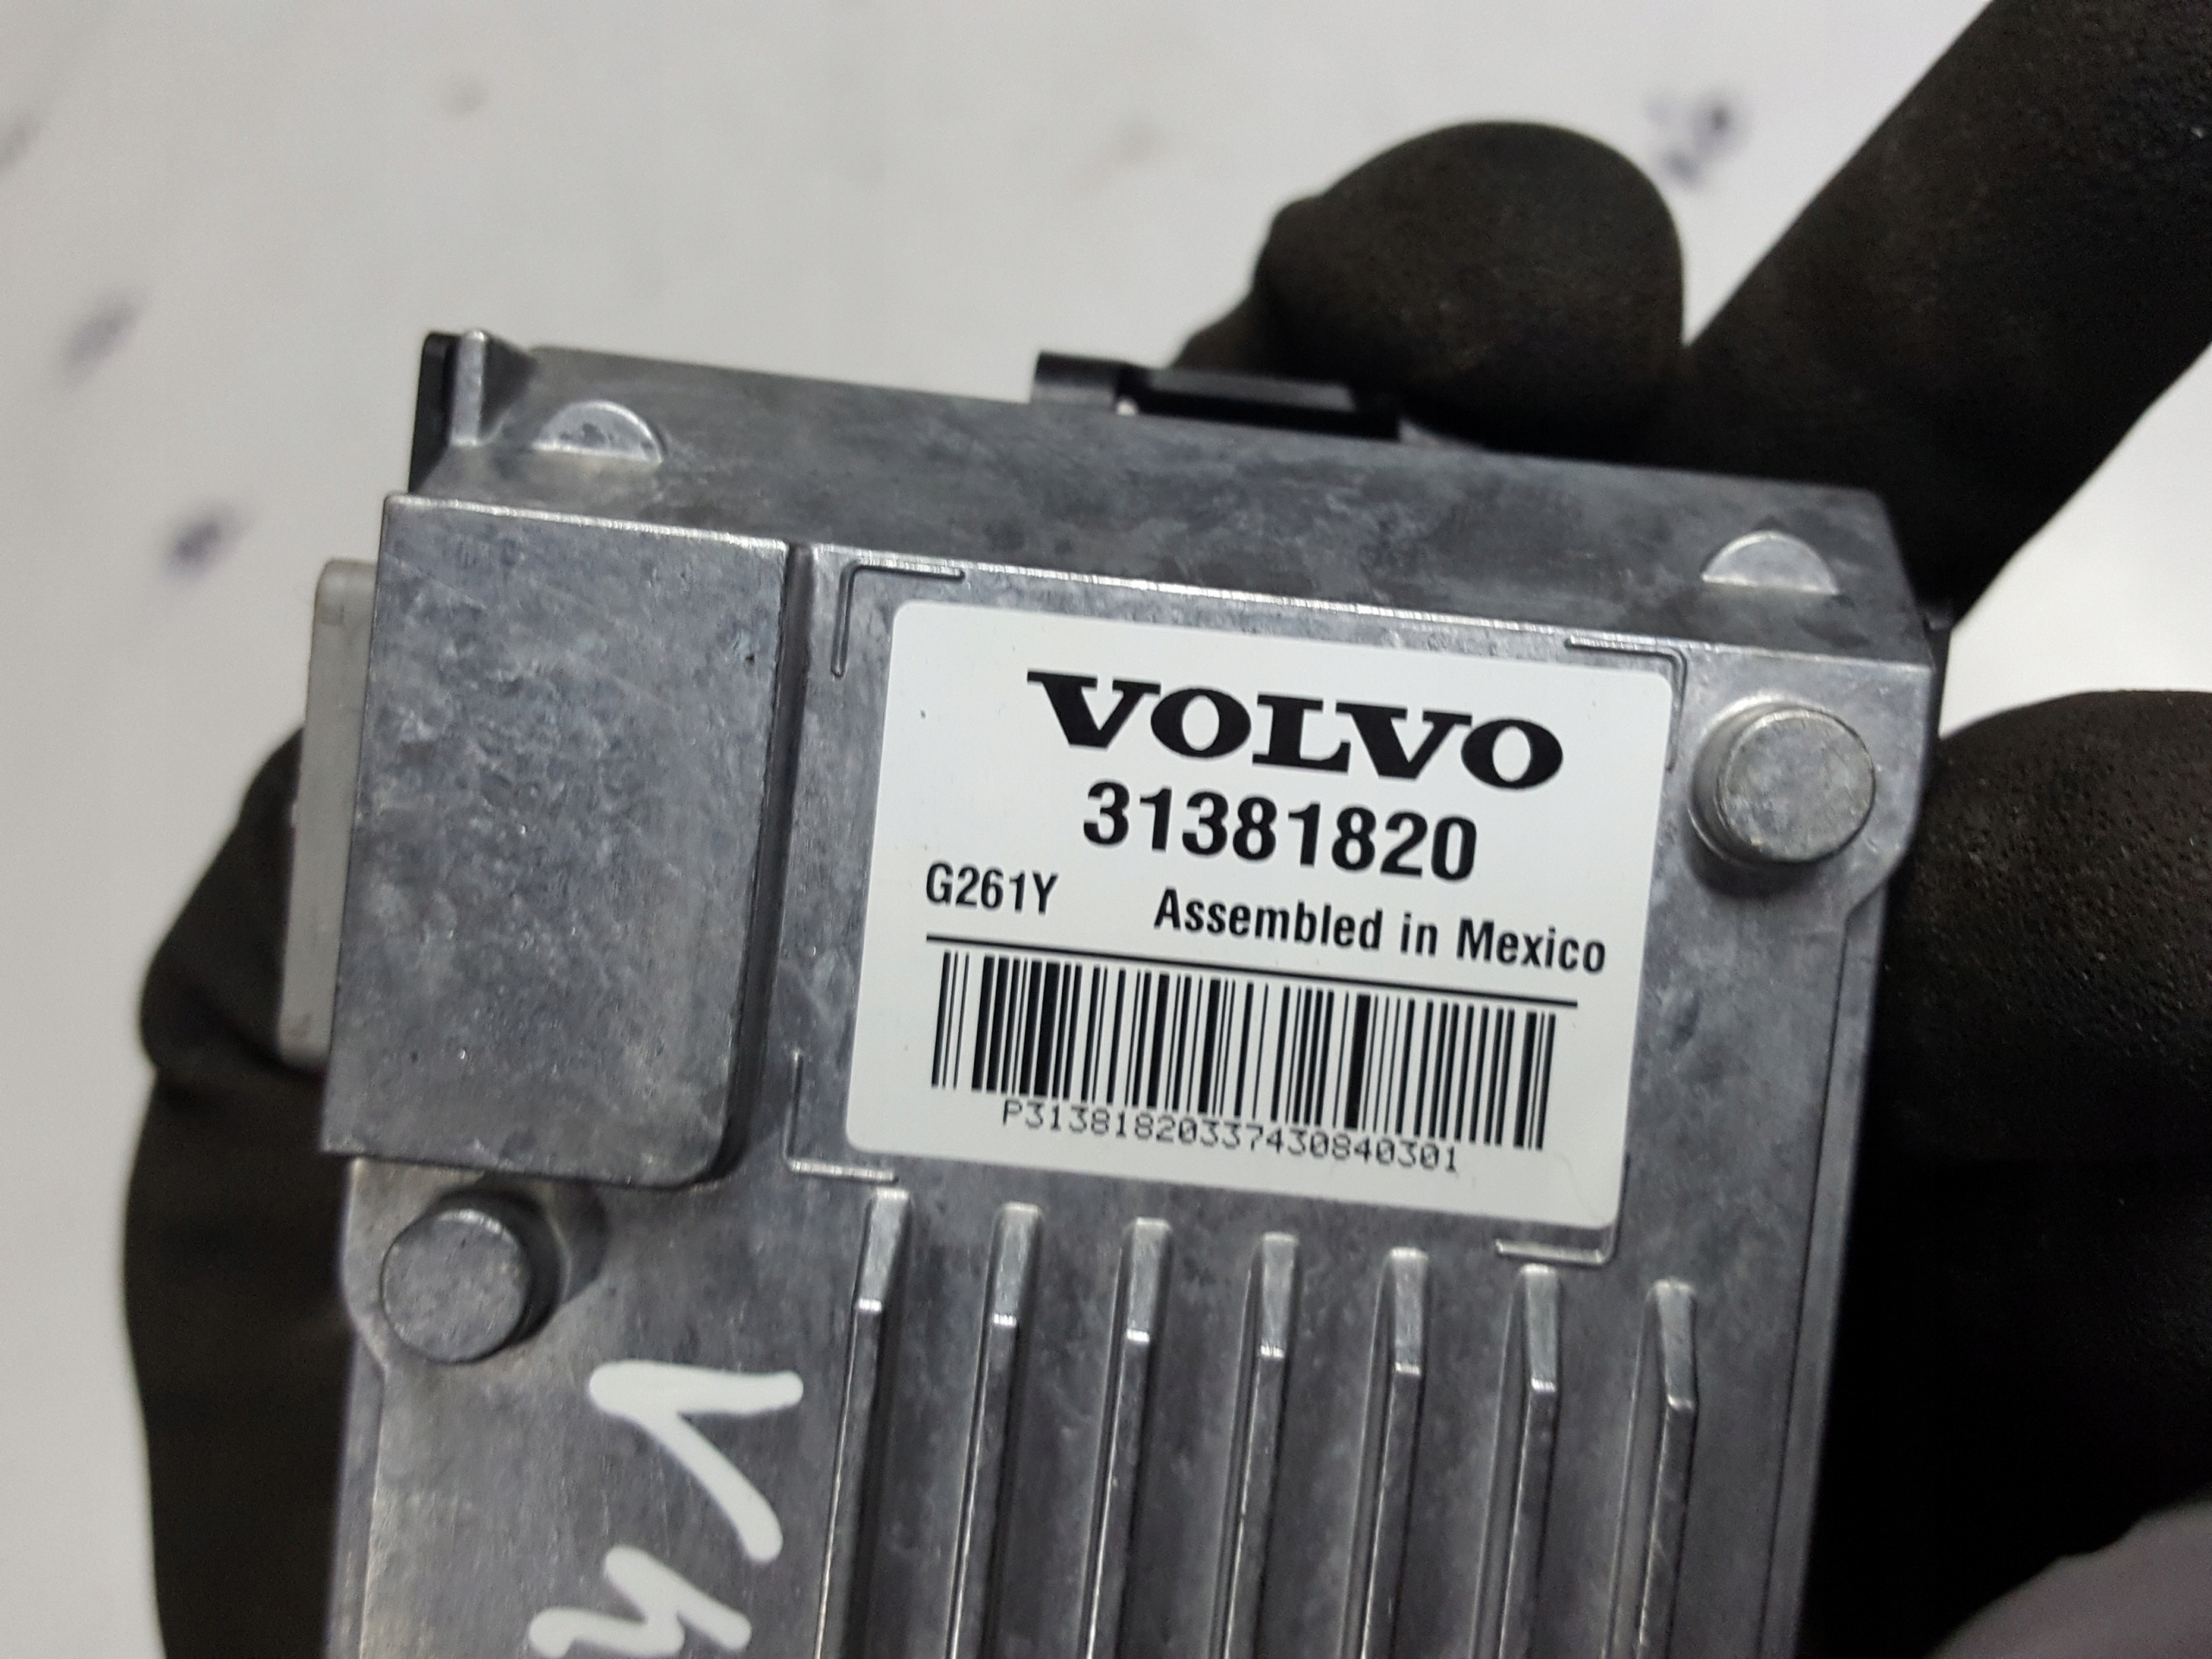 VOLVO
31381820
G261Y Assembled in Mexico
P31381820337430840301